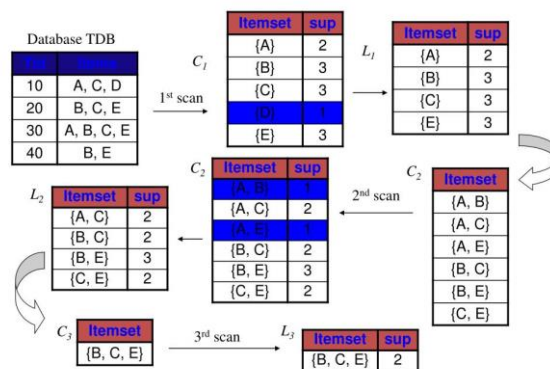 Database TDB
Tid Items
10 A, C, D
20 B, C, E
30 A, B, C, E
40 B, E
1st scan
C1
Itemset sup
{A} 2
{B} 3
{C} 3
{D} 1
{E} 3
L1
Itemset sup
{A} 2
{B} 3
{C} 3
{E} 3
C2
Itemset
{A, B}
{A, C}
{A, E}
{B, C}
{B, E}
{C, E}
2nd scan
C2
Itemset sup
{A, B} 1
{A, C} 2
{A, E} 1
{B, C} 2
{B, E} 3
{C, E} 2
L2
Itemset sup
{A, C} 2
{B, C} 2
{B, E} 3
{C, E} 2
C3
Itemset
{B, C, E}
3rd scan
L3
Itemset sup
{B, C, E} 2